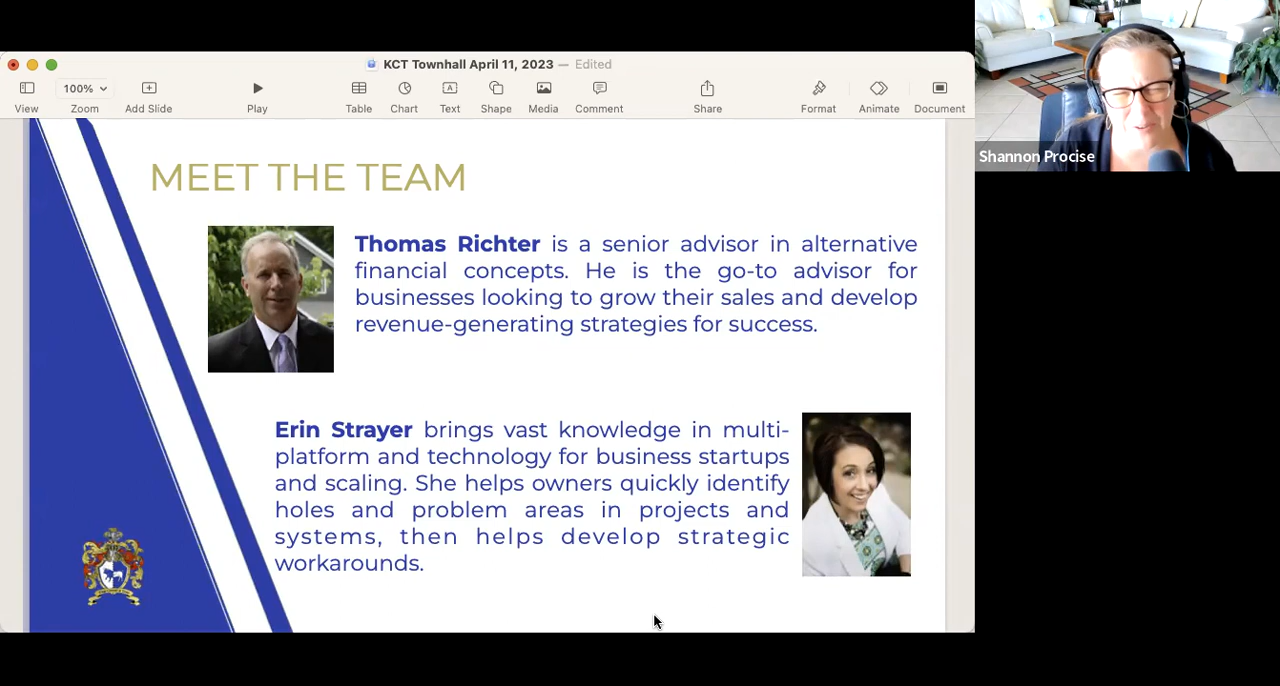 KCT Townhall April 11, 2023 — Edited
100%
View
Zoom
Add Slide
Play
Table
Chart
Text
Shape
Media
Comment
Share
Format
Animate
Document
Shannon Procise
MEET THE TEAM
Thomas Richter is a senior advisor in alternative
financial concepts. He is the go-to advisor for
businesses looking to grow their sales and develop
revenue-generating strategies for success.
Erin Strayer brings vast knowledge in multi-
platform and technology for business startups
and scaling. She helps owners quickly identify
holes and problem areas in projects and
systems, then helps develop strategic
workarounds.